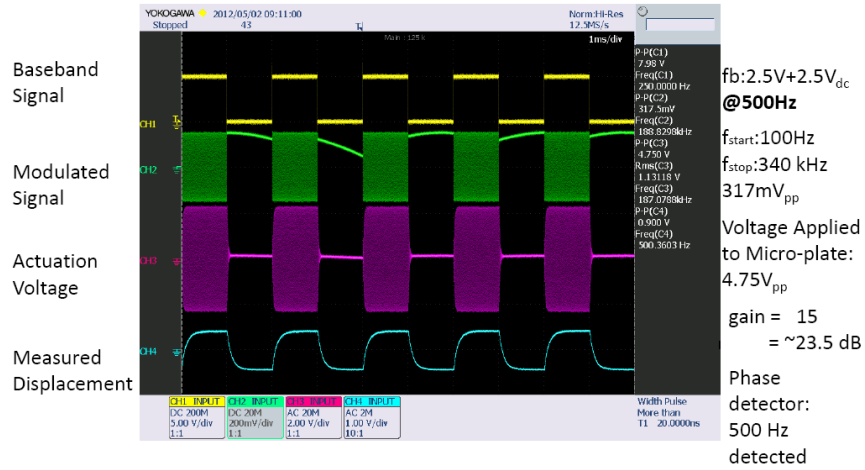 YOKOGAWA 2012/05/02 09:11:00 Norm:Hi-Res
Stopped 43 12.5MS/s
Main : 125 k 1ms/div
Baseband
Signal
Modulated
Signal
Actuation
Voltage
Measured
Displacement
CH1
CH2
CH3
CH4
P-P(C1)
7.98 V
Freq(C1)
250.0000 Hz
P-P(C2)
317.5mV
Freq(C2)
188.8298kHz
P-P(C3)
4.750 V
Rms(C3)
1.13118 V
Freq(C3)
187.0788kHz
P-P(C4)
0.900 V
Freq(C4)
500.3603 Hz
fb:2.5V+2.5Vdc
@500Hz
fstart:100Hz
fstop:340 kHz
317mVpp
Voltage Applied
to Micro-plate:
4.75Vpp
gain = 15
= ~23.5 dB
Phase
detector:
500 Hz
detected
CH1 INPUT CH2 INPUT CH3 INPUT CH4 INPUT
DC 200M DC 20M AC 20M AC 2M
5.00 V/div 200mV/div 2.00 V/div 1.00 V/div
1:1 1:1 1:1 10:1
Width Pulse
More than
T1 20.0000ns